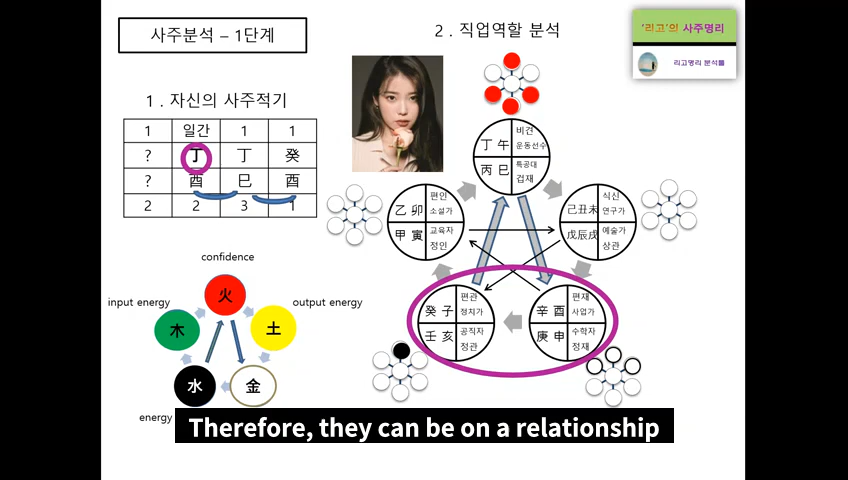 사주분석 – 1단계
2 . 직업역할 분석
'리고'의 사주명리
리고명리 분석틀
1 . 자신의 사주적기
1 일간 1 1
? 丁 丁 癸
? 酉 巳 酉
2 2 3 1
丁 午 비견
운동선수
丙 巳 특공대
겁재
乙 卯 편인
소설가
甲 寅 교육자
정인
己丑未 식신
연구가
戊辰戌 예술가
상관
癸 子 편관
정치가
壬 亥 공직자
정관
辛 酉 편재
사업가
庚 申 수학자
정재
confidence
input energy
output energy
火
木
土
水
金
energy
Therefore, they can be on a relationship